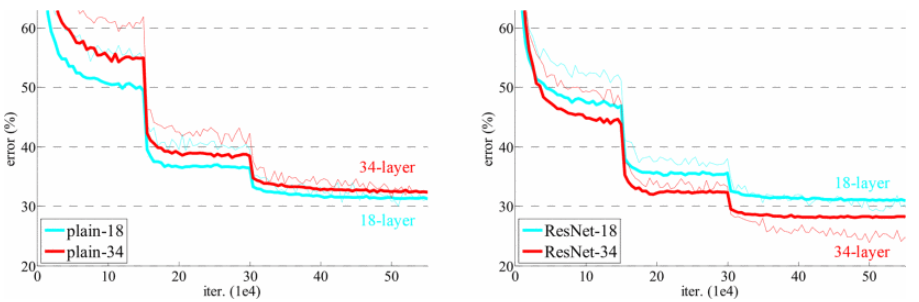 60
50
40
30
20
error (%)
0
10
20
30
40
50
iter. (1e4)
34-layer
18-layer
plain-18
plain-34
60
50
40
30
20
error (%)
0
10
20
30
40
50
iter. (1e4)
18-layer
34-layer
ResNet-18
ResNet-34